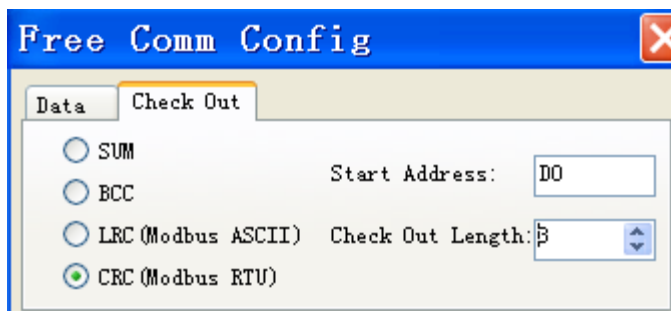 Free Comm Config
Data
Check Out
SUM
Start Address:
D0
BCC
LRC(Modbus ASCII)
Check Out Length:
3
CRC(Modbus RTU)